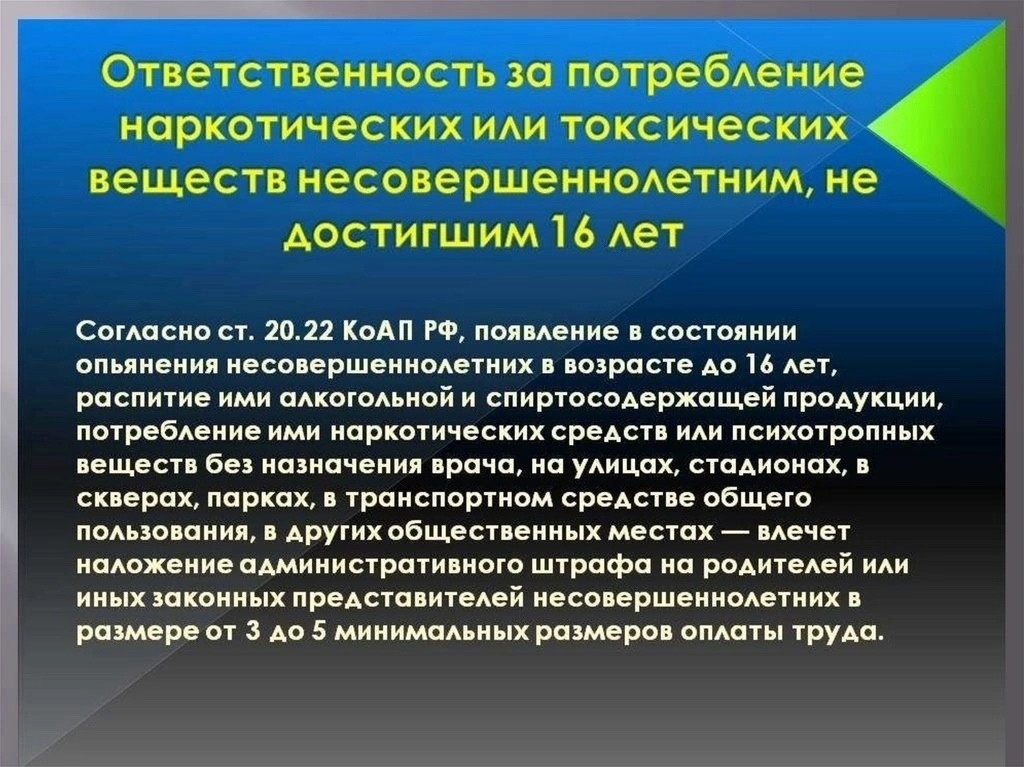 Ответственность за потребление
наркотических или токсических
веществ несовершеннолетним, не
достигшим 16 лет
Согласно ст. 20.22 КоАП РФ, появление в состоянии
опьянения несовершеннолетних в возрасте до 16 лет,
распитие ими алкогольной и спиртосодержащей продукции,
потребление ими наркотических средств или психотропных
веществ без назначения врача, на улицах, стадионах, в
скверах, парках, в транспортном средстве общего
пользования, в других общественных местах — влечет
наложение административного штрафа на родителей или
иных законных представителей несовершеннолетних в
размере от 3 до 5 минимальных размеров оплаты труда.